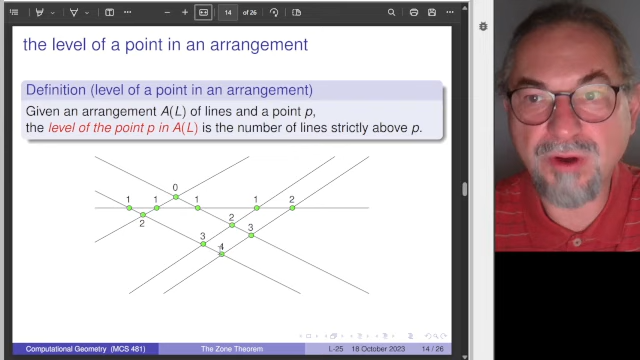 14 of 26
the level of a point in an arrangement
Definition (level of a point in an arrangement)
Given an arrangement A(L) of lines and a point p,
the level of the point p in A(L) is the number of lines strictly above p.
0
1 1 1 1 2
2 2 3
3 4
Computational Geometry (MCS 481) The Zone Theorem L-25 18 October 2023 14 / 26